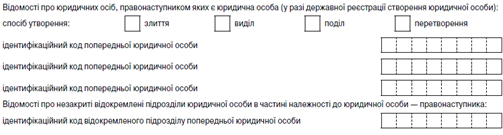 Відомості про юридичних осіб, правонаступником яких є юридична особа (у разі державної реєстрації створення юридичної особи):
спосіб утворення: злиття виділ поділ перетворення
ідентифікаційний код попередньої юридичної особи
ідентифікаційний код попередньої юридичної особи
ідентифікаційний код попередньої юридичної особи
Відомості про незакриті відокремлені підрозділи юридичної особи в частині належності до юридичної особи — правонаступника:
ідентифікаційний код відокремленого підрозділу попередньої юридичної особи